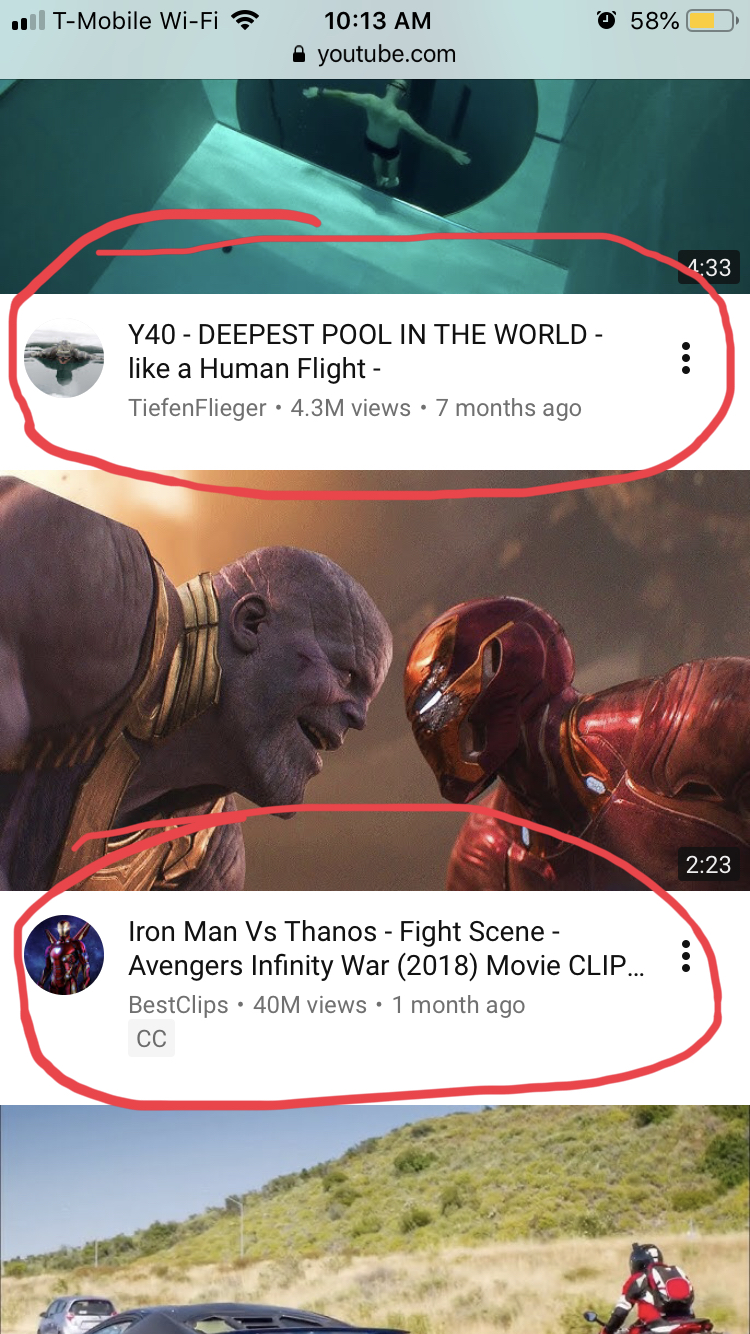 T-Mobile Wi-Fi 10:13 AM 58%
youtube.com
4:33
Y40 - DEEPEST POOL IN THE WORLD -
like a Human Flight -
TiefenFlieger • 4.3M views • 7 months ago
2:23
Iron Man Vs Thanos - Fight Scene -
Avengers Infinity War (2018) Movie CLIP...
BestClips • 40M views • 1 month ago
CC